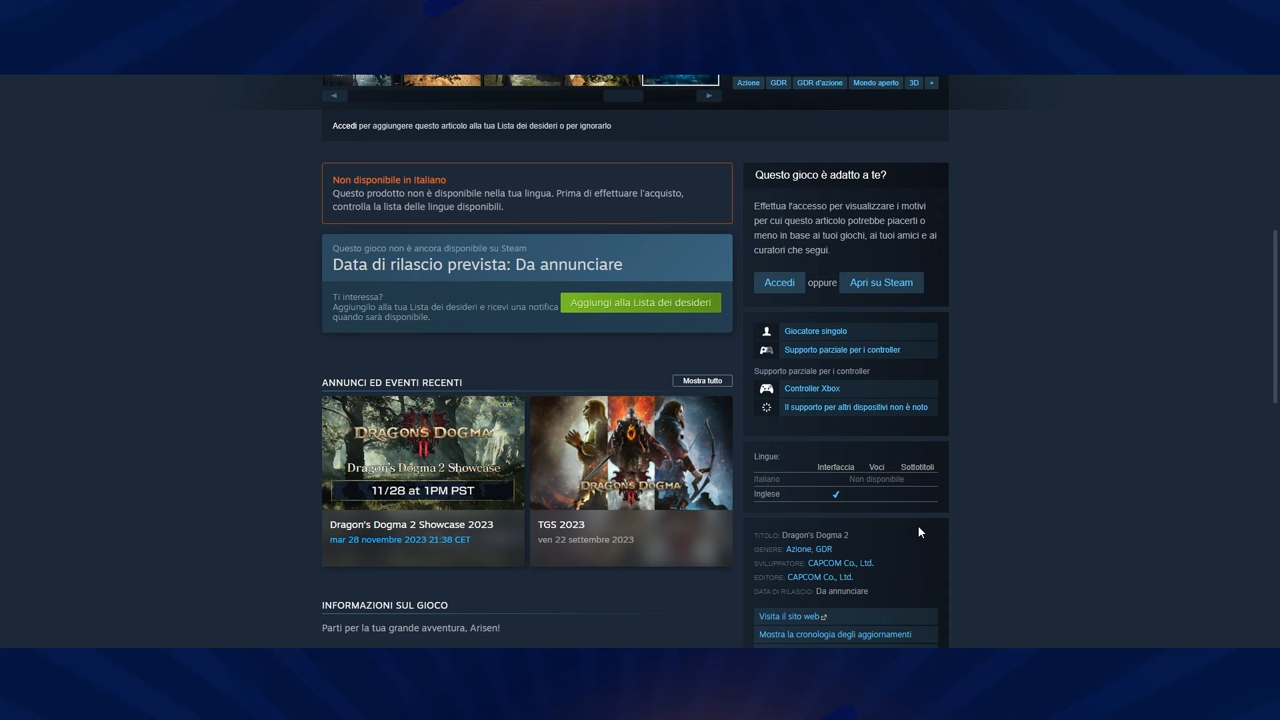 Azione GDR GDR d'azione Mondo aperto 3D +
Accedi per aggiungere questo articolo alla tua Lista dei desideri o per ignorarlo
Non disponibile in Italiano
Questo prodotto non è disponibile nella tua lingua. Prima di effettuare l'acquisto,
controlla la lista delle lingue disponibili.
Questo gioco non è ancora disponibile su Steam
Data di rilascio prevista: Da annunciare
Ti interessa?
Aggiungilo alla tua Lista dei desideri e ricevi una notifica
quando sarà disponibile.
Aggiungi alla Lista dei desideri
ANNUNCI ED EVENTI RECENTI
Mostra tutto
DRAGON'S DOGMA
II
Dragon's Dogma 2 Showcase
11/28 at 1PM PST
Dragon's Dogma 2 Showcase 2023
mar 28 novembre 2023 21:38 CET
DRAGON'S DOGMA
II
TGS 2023
ven 22 settembre 2023
INFORMAZIONI SUL GIOCO
Parti per la tua grande avventura, Arisen!
Questo gioco è adatto a te?
Effettua l'accesso per visualizzare i motivi
per cui questo articolo potrebbe piacerti o
meno in base ai tuoi giochi, ai tuoi amici e ai
curatori che segui.
Accedi oppure Apri su Steam
Giocatore singolo
Supporto parziale per i controller
Supporto parziale per i controller
Controller Xbox
Il supporto per altri dispositivi non è noto
Lingue:
Interfaccia Voci Sottotitoli
Italiano Non disponibile
Inglese ✔
TITOLO: Dragon's Dogma 2
GENERE: Azione, GDR
SVILUPPATORE: CAPCOM Co., Ltd.
EDITORE: CAPCOM Co., Ltd.
DATA DI RILASCIO: Da annunciare
Visita il sito web
Mostra la cronologia degli aggiornamenti